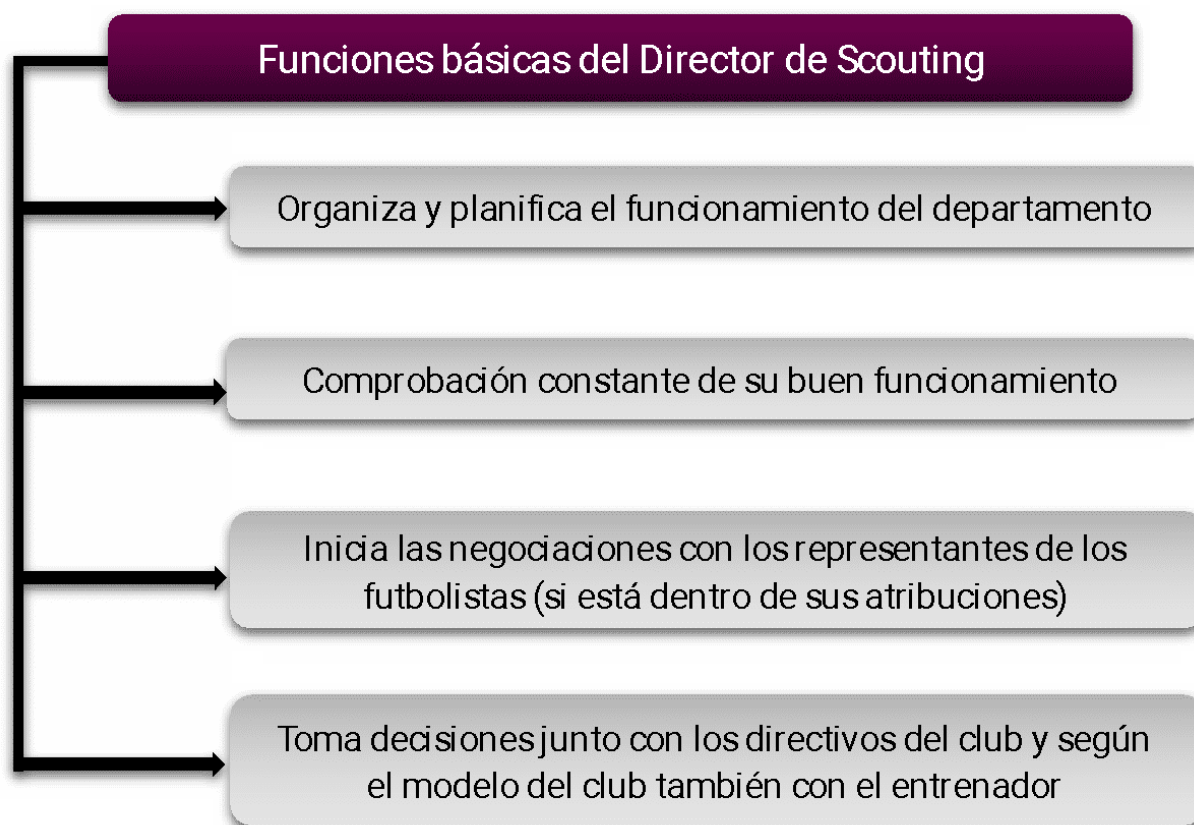 Funciones básicas del Director de Scouting
Organiza y planifica el funcionamiento del departamento
Comprobación constante de su buen funcionamiento
Inicia las negociaciones con los representantes de los
futbolistas (si está dentro de sus atribuciones)
Toma decisiones junto con los directivos del club y según
el modelo del club también con el entrenador